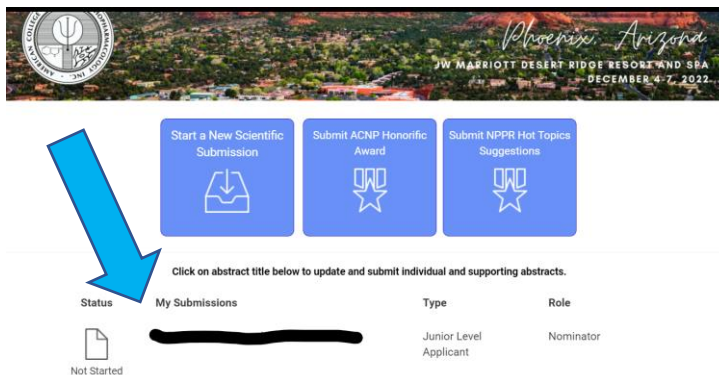 AMERICAN COLLEGE
OPHARMACOLOGY INC.
Phoenix, Arizona
JW MARRIOTT DESERT RIDGE RESORT AND SPA
DECEMBER 4-7, 2022
Start a New Scientific
Submission
Submit ACNP Honorific
Award
Submit NPPR Hot Topics
Suggestions
Click on abstract title below to update and submit individual and supporting abstracts.
Status My Submissions Type Role
Junior Level Nominator
Applicant
Not Started